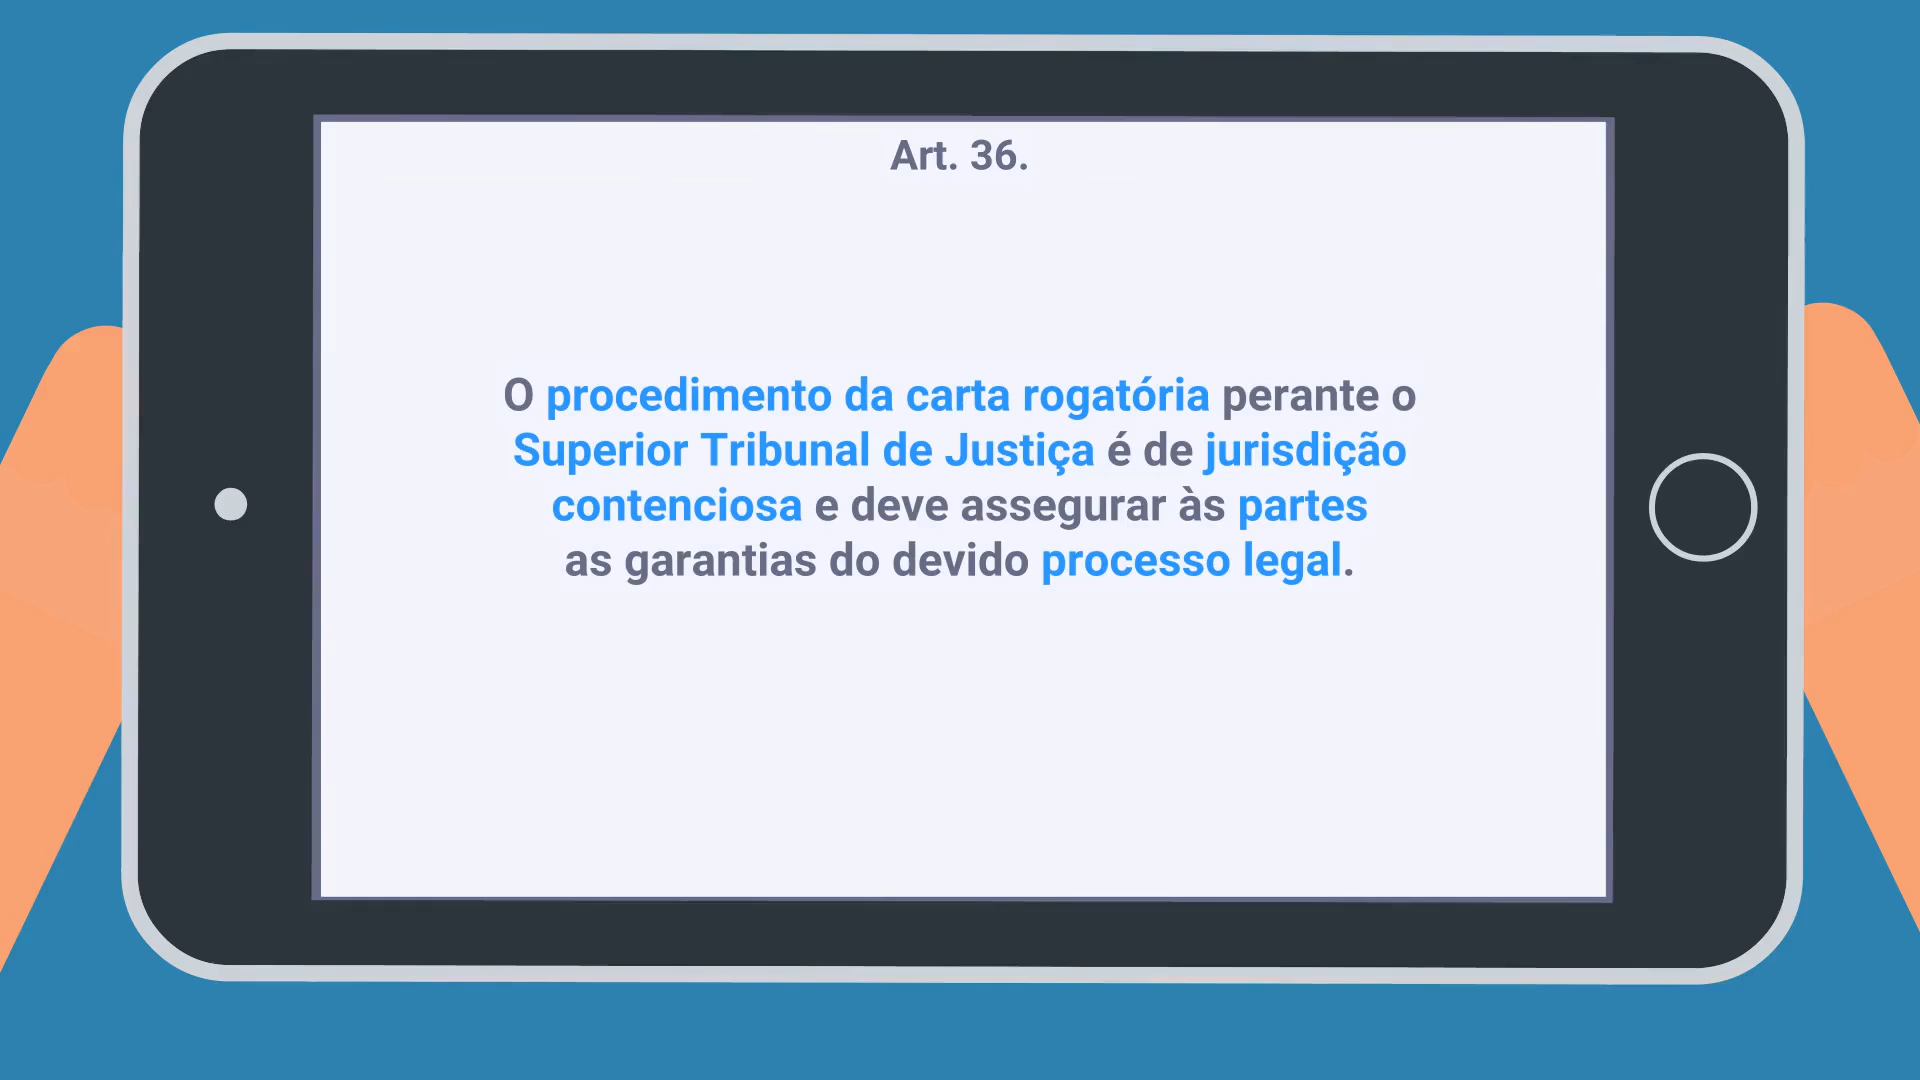 Art. 36.
O procedimento da carta rogatória perante o
Superior Tribunal de Justiça é de jurisdição
contenciosa e deve assegurar às partes
as garantias do devido processo legal.